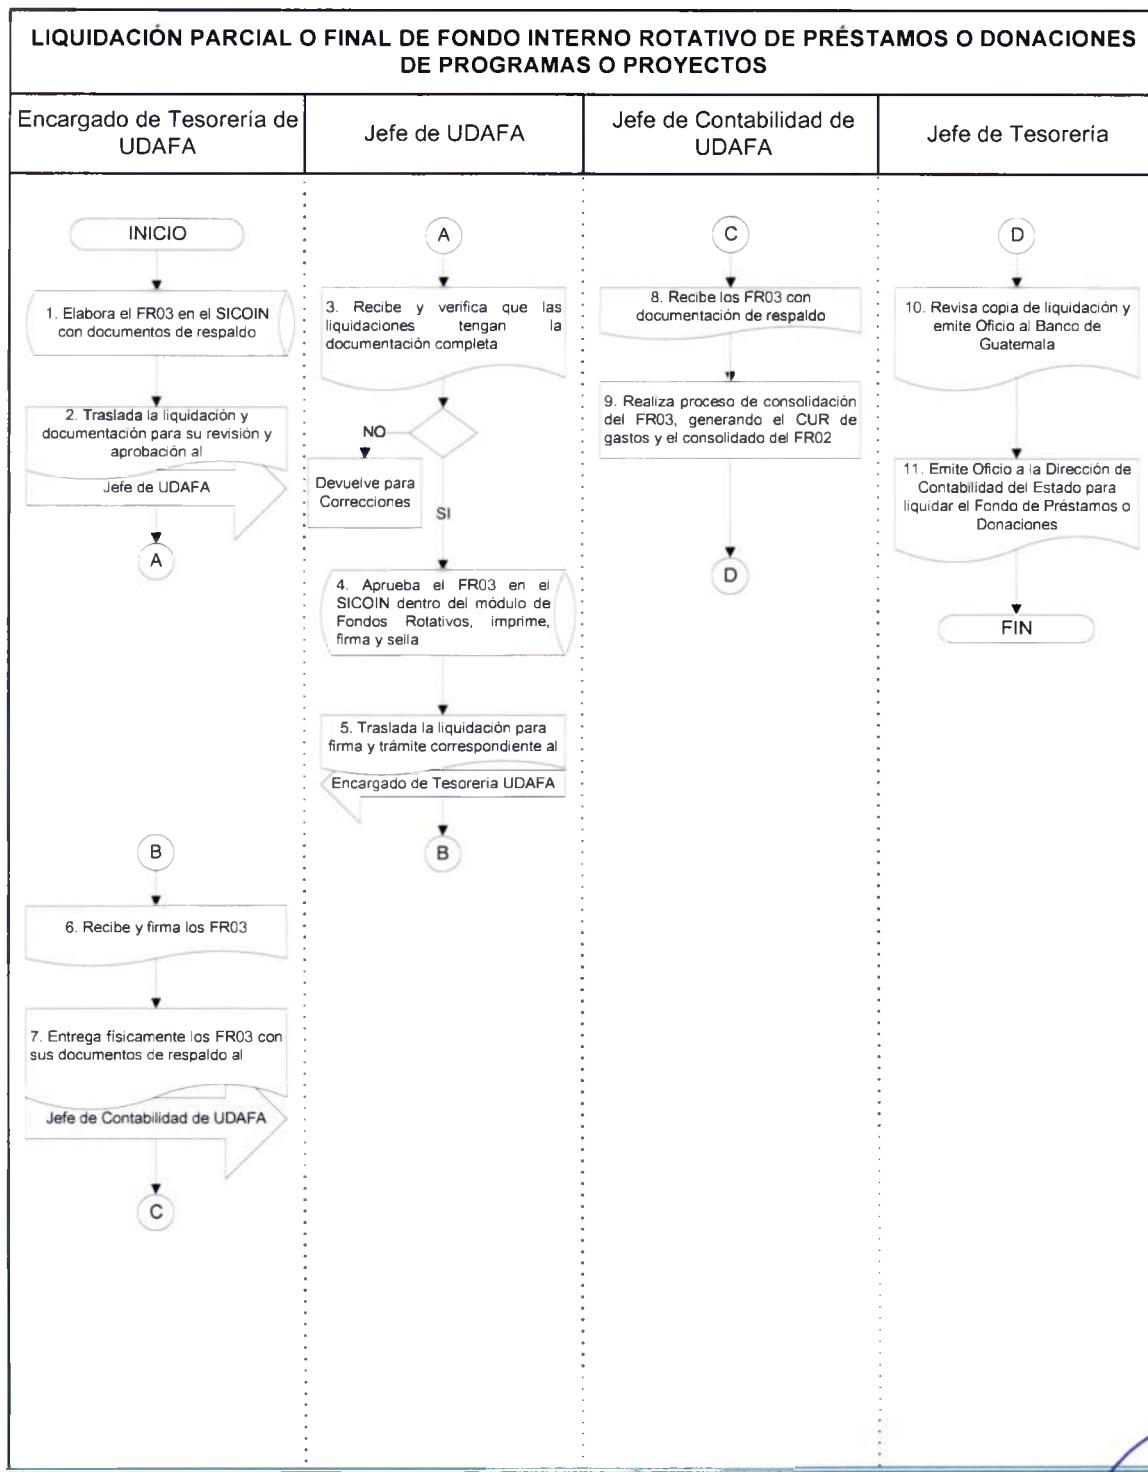 LIQUIDACIÓN PARCIAL O FINAL DE FONDO INTERNO ROTATIVO DE PRÉSTAMOS O DONACIONES
DE PROGRAMAS O PROYECTOS
Encargado de Tesorería de
UDAFA
Jefe de UDAFA
Jefe de Contabilidad de
UDAFA
Jefe de Tesorería
INICIO
1. Elabora el FR03 en el SICOIN
con documentos de respaldo
2. Traslada la liquidación y
documentación para su revisión y
aprobación al
Jefe de UDAFA
A
B
6. Recibe y firma los FR03
7. Entrega físicamente los FR03 con
sus documentos de respaldo al
Jefe de Contabilidad de UDAFA
C
A
3. Recibe y verifica que las
liquidaciones tengan la
documentación completa
NO
Devuelve para
Correcciones
SI
4. Aprueba el FR03 en el
SICOIN dentro del módulo de
Fondos Rotativos, imprime,
firma y sella
5. Traslada la liquidación para
firma y trámite correspondiente al
Encargado de Tesoreria UDAFA
B
C
8. Recibe los FR03 con
documentación de respaldo
9. Realiza proceso de consolidación
del FR03, generando el CUR de
gastos y el consolidado del FR02
D
D
10. Revisa copia de liquidación y
emite Oficio al Banco de
Guatemala
11. Emite Oficio a la Dirección de
Contabilidad del Estado para
liquidar el Fondo de Préstamos o
Donaciones
FIN